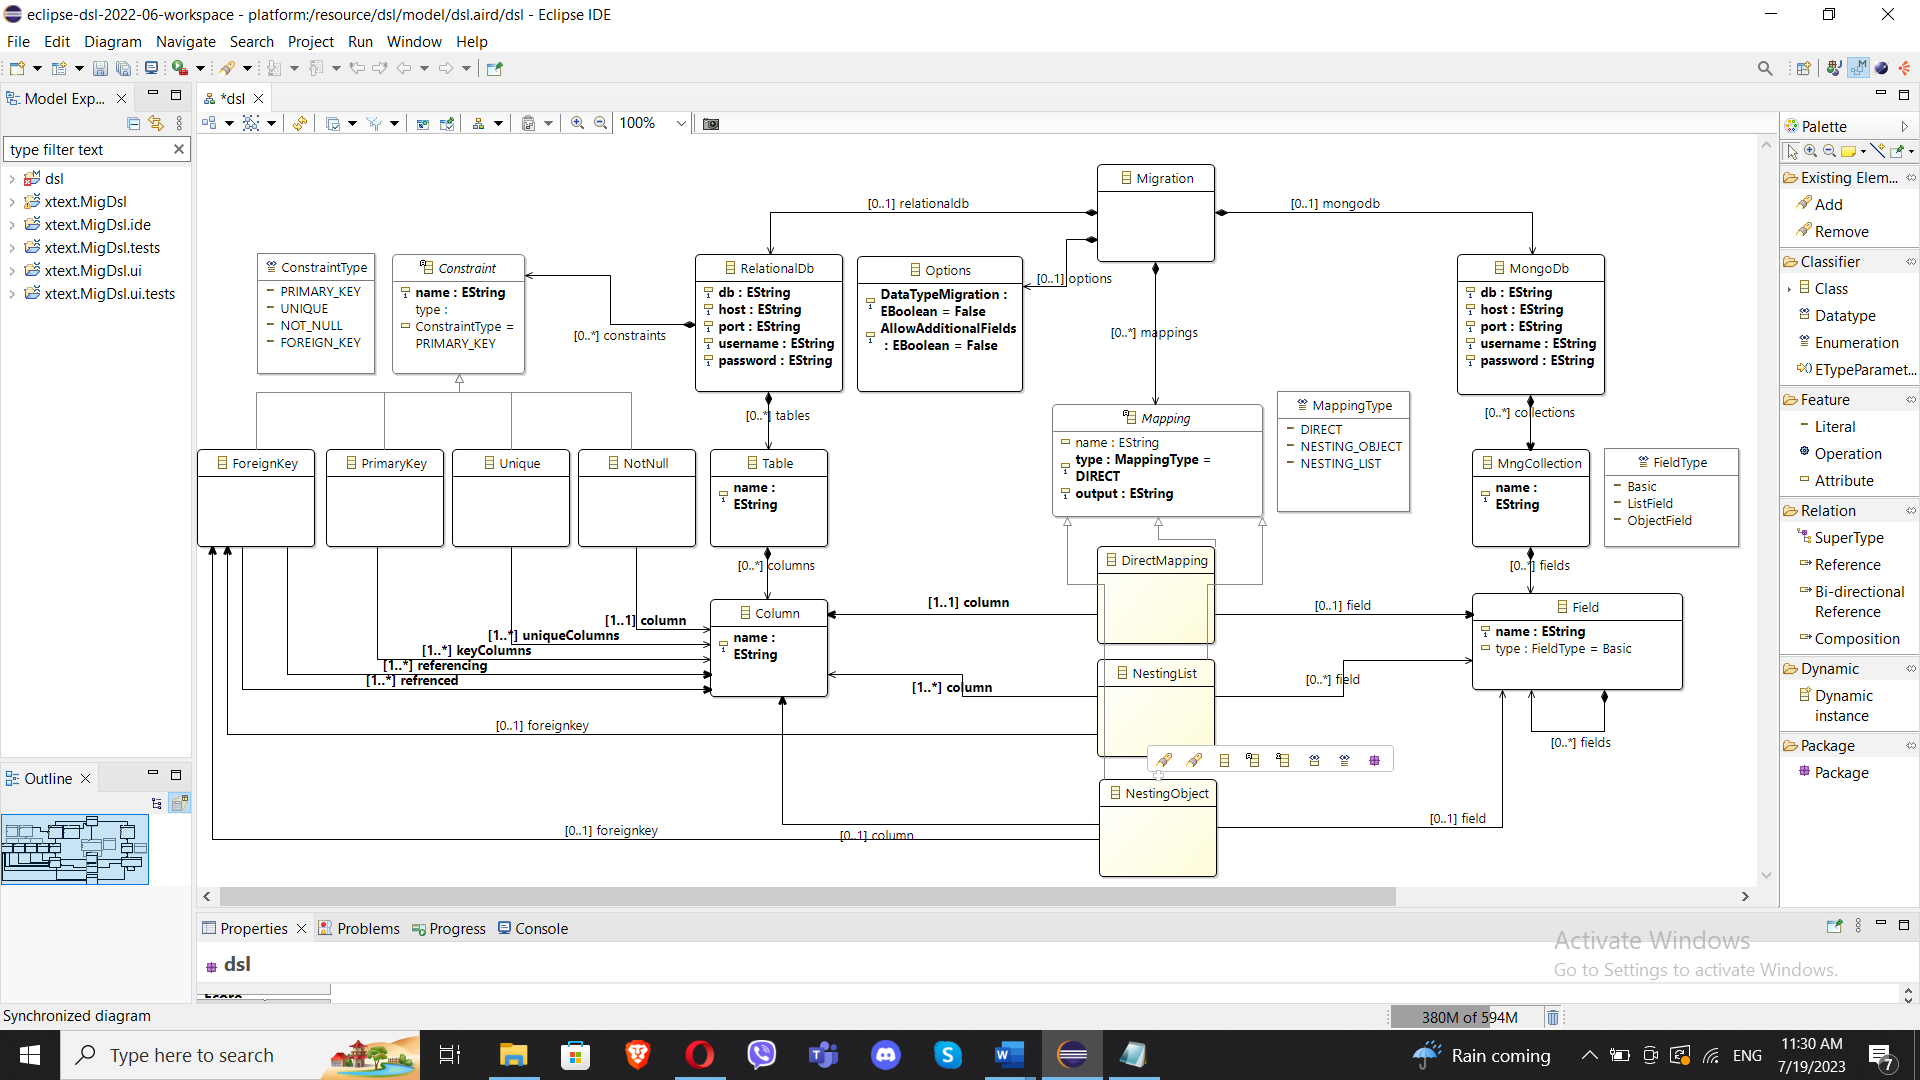 eclipse-dsl-2022-06-workspace - platform:/resource/dsl/model/dsl.aird/dsl - Eclipse IDE
File Edit Diagram Navigate Search Project Run Window Help
Model Exp...
type filter text
dsl
xtext.MigDsl
xtext.MigDsl.ide
xtext.MigDsl.tests
xtext.MigDsl.ui
xtext.MigDsl.ui.tests
Outline
*dsl
100%
Migration
[0..1] relationaldb
[0..1] mongodb
[0..1] options
[0..*] mappings
ConstraintType
PRIMARY_KEY
UNIQUE
NOT_NULL
FOREIGN_KEY
Constraint
name : EString
type :
ConstraintType =
PRIMARY_KEY
[0..*] constraints
RelationalDb
db : EString
host : EString
port : EString
username : EString
password : EString
Options
DataTypeMigration :
EBoolean = False
AllowAdditionalFields
: EBoolean = False
MongoDb
db : EString
host : EString
port : EString
username : EString
password : EString
[0..*] tables
[0..*] collections
Mapping
name : EString
type : MappingType =
DIRECT
output : EString
MappingType
DIRECT
NESTING_OBJECT
NESTING_LIST
ForeignKey
PrimaryKey
Unique
NotNull
Table
name :
EString
MngCollection
name :
EString
FieldType
Basic
ListField
ObjectField
[0..*] columns
[0..*] fields
DirectMapping
Column
name :
EString
[1..1] column
[0..1] field
Field
name : EString
type : FieldType = Basic
[1..1] column
[1..*] uniqueColumns
[1..*] keyColumns
[1..*] referencing
[1..*] refrenced
NestingList
[1..*] column
[0..*] field
[0..1] foreignkey
[0..*] fields
NestingObject
[0..1] foreignkey
[0..1] column
[0..1] field
Palette
Existing Elem...
Add
Remove
Classifier
Class
Datatype
Enumeration
ETypeParamet...
Feature
Literal
Operation
Attribute
Relation
SuperType
Reference
Bi-directional
Reference
Composition
Dynamic
Dynamic
instance
Package
Package
Properties Problems Progress Console
dsl
Activate Windows
Go to Settings to activate Windows.
Synchronized diagram
380M of 594M
Type here to search
Rain coming
ENG
11:30 AM
7/19/2023
7